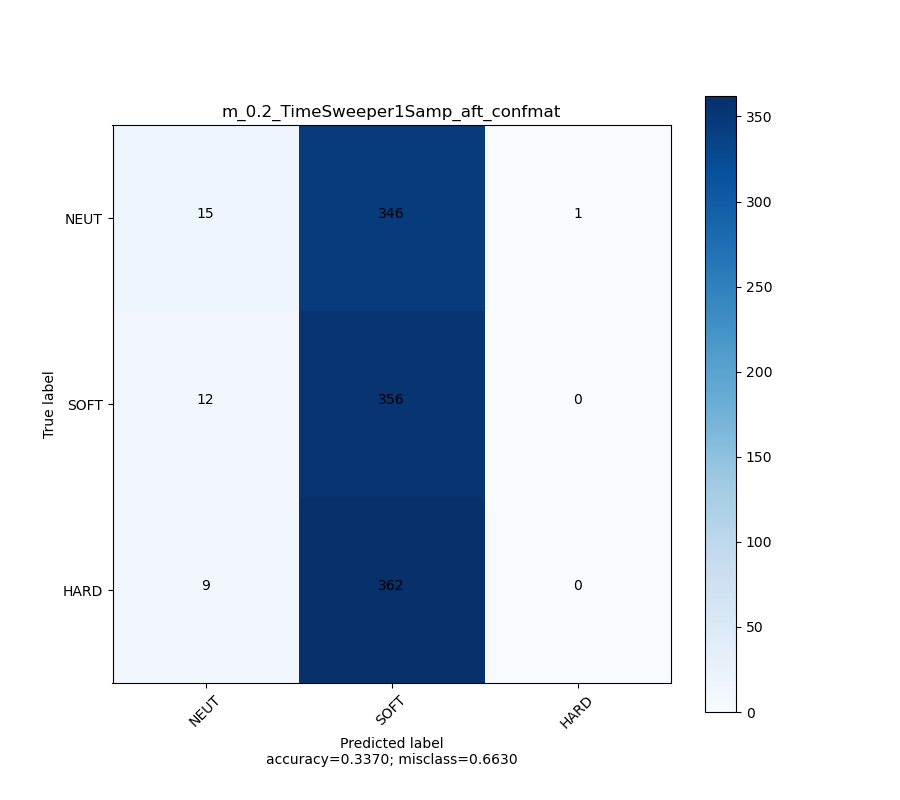 m_0.2_TimeSweeper1Samp_aft_confmat
350
300
250
200
150
100
50
0
True label
NEUT 15 346 1
SOFT 12 356 0
HARD 9 362 0
NEUT SOFT HARD
Predicted label
accuracy=0.3370; misclass=0.6630